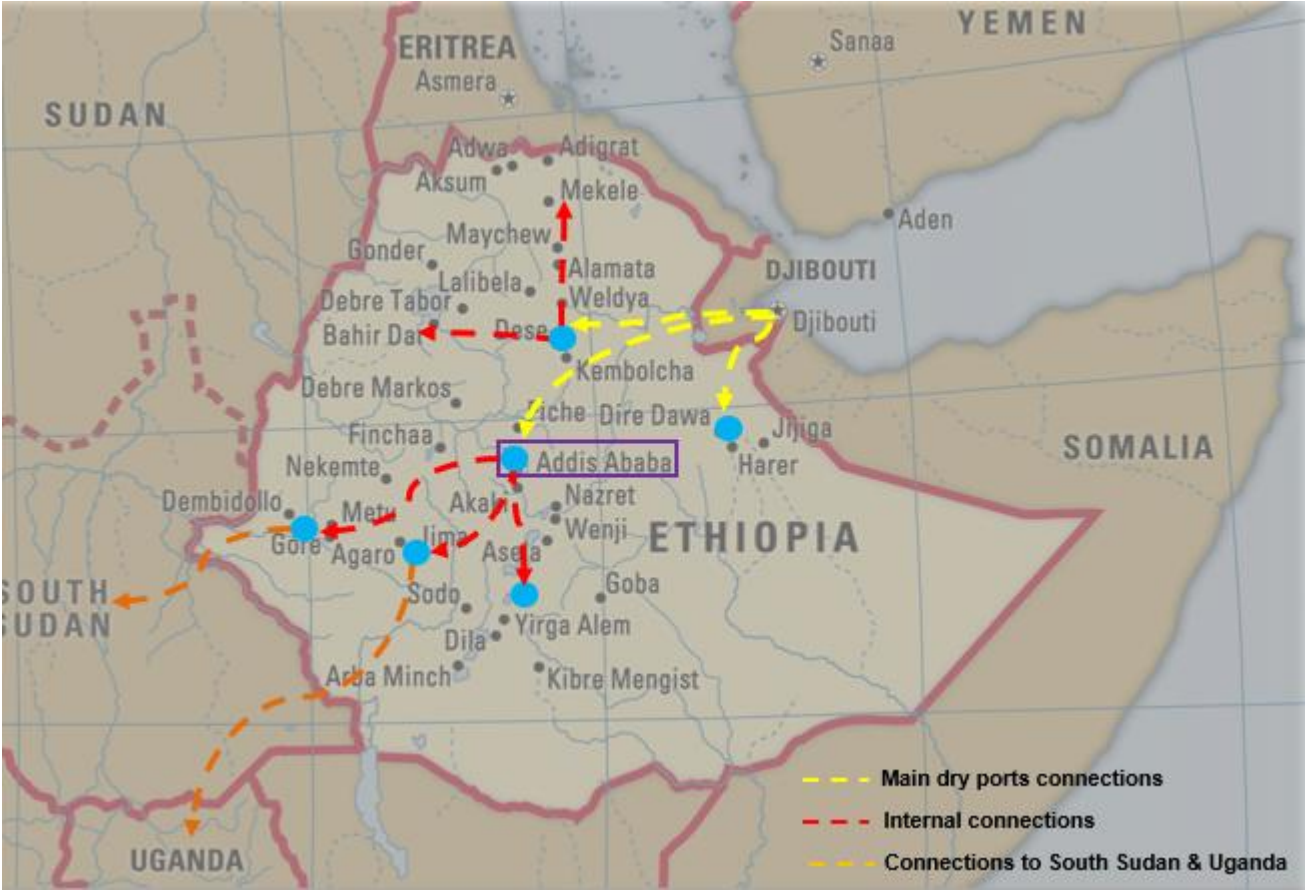 YEMEN
Sanaa
ERITREA
Asmera
SUDAN
Adwa
Adigrat
Aksum
Mekele
Aden
Maychew
Gonder
Alamata
DJIBOUTI
Lalibela
Weldya
Debre Tabor
Djibouti
Bahir Dar
Dese
Kembolcha
Debre Markos
Fiche
Dire Dawa
Jijiga
Finchaa
SOMALIA
Addis Ababa
Harer
Nekemte
Dembidollo
Metu
Akaki
Nazret
Wenji
ETHIOPIA
Gore
Agaro
Jima
Asela
Goba
SOUTH
SUDAN
Sodo
Yirga Alem
Dila
Arba Minch
Kibre Mengist
Main dry ports connections
Internal connections
Connections to South Sudan & Uganda
UGANDA